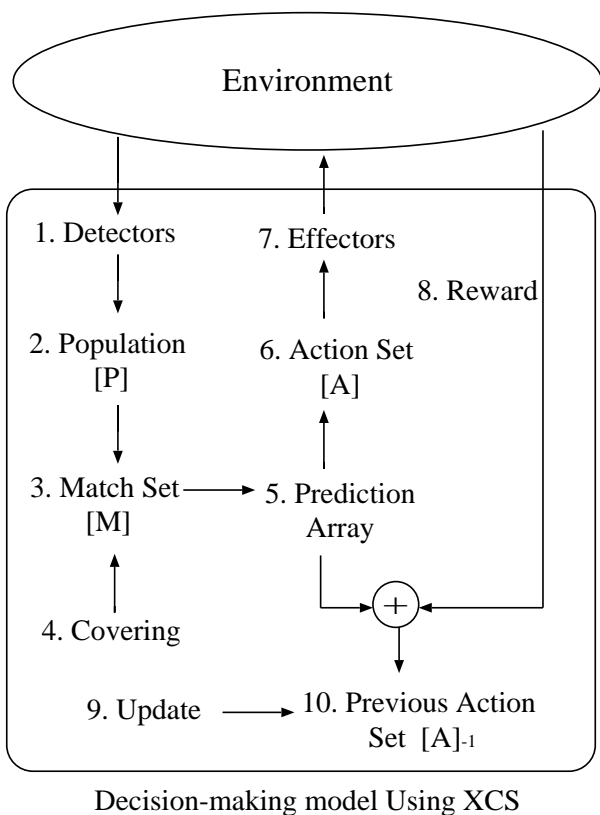 Environment
1. Detectors
7. Effectors
8. Reward
2. Population
[P]
6. Action Set
[A]
3. Match Set
[M]
5. Prediction
Array
+
4. Covering
9. Update
10. Previous Action
Set [A]-1
Decision-making model Using XCS